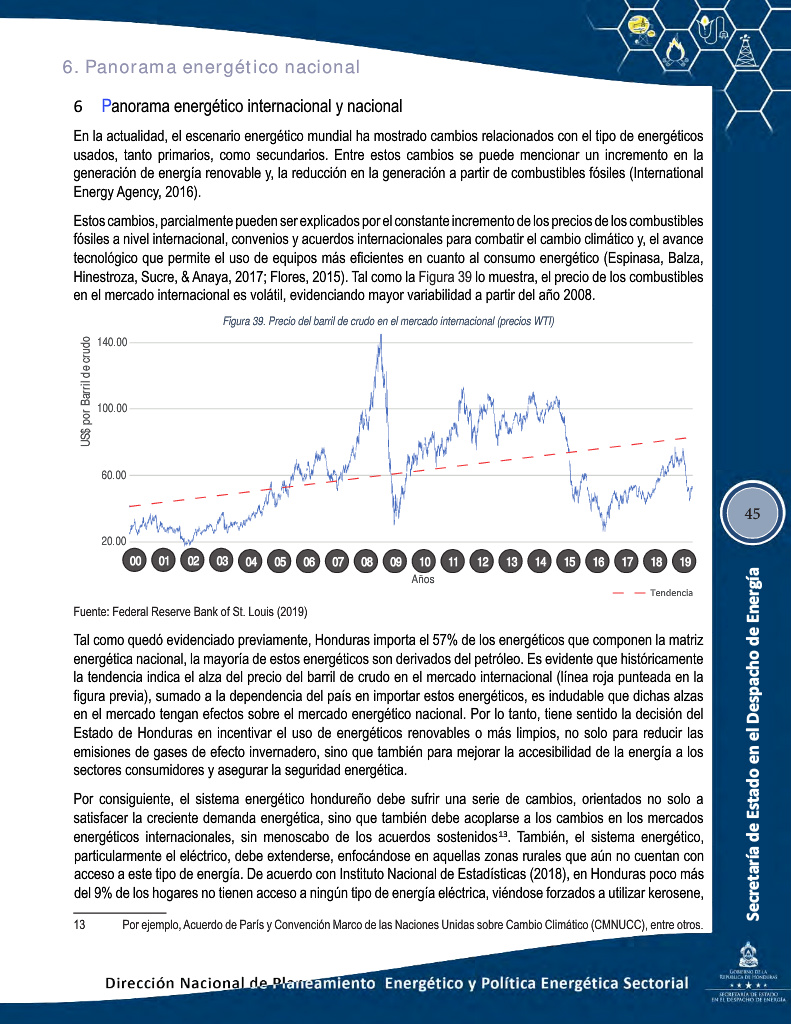 6. Panorama energético nacional
6 Panorama energético internacional y nacional
En la actualidad, el escenario energético mundial ha mostrado cambios relacionados con el tipo de energéticos
usados, tanto primarios, como secundarios. Entre estos cambios se puede mencionar un incremento en la
generación de energía renovable y, la reducción en la generación a partir de combustibles fósiles (International
Energy Agency, 2016).
Estos cambios, parcialmente pueden ser explicados por el constante incremento de los precios de los combustibles
fósiles a nivel internacional, convenios y acuerdos internacionales para combatir el cambio climático y, el avance
tecnológico que permite el uso de equipos más eficientes en cuanto al consumo energético (Espinasa, Balza,
Hinestroza, Sucre, & Anaya, 2017; Flores, 2015). Tal como la Figura 39 lo muestra, el precio de los combustibles
en el mercado internacional es volátil, evidenciando mayor variabilidad a partir del año 2008.
Figura 39. Precio del barril de crudo en el mercado internacional (precios WTI)
US$ por Barril de crudo
140.00
100.00
60.00
20.00
00 01 02 03 04 05 06 07 08 09 10 11 12 13 14 15 16 17 18 19
Años
Tendencia
Fuente: Federal Reserve Bank of St. Louis (2019)
Tal como quedó evidenciado previamente, Honduras importa el 57% de los energéticos que componen la matriz
energética nacional, la mayoría de estos energéticos son derivados del petróleo. Es evidente que históricamente
la tendencia indica el alza del precio del barril de crudo en el mercado internacional (línea roja punteada en la
figura previa), sumado a la dependencia del país en importar estos energéticos, es indudable que dichas alzas
en el mercado tengan efectos sobre el mercado energético nacional. Por lo tanto, tiene sentido la decisión del
Estado de Honduras en incentivar el uso de energéticos renovables o más limpios, no solo para reducir las
emisiones de gases de efecto invernadero, sino que también para mejorar la accesibilidad de la energía a los
sectores consumidores y asegurar la seguridad energética.
Por consiguiente, el sistema energético hondureño debe sufrir una serie de cambios, orientados no solo a
satisfacer la creciente demanda energética, sino que también debe acoplarse a los cambios en los mercados
energéticos internacionales, sin menoscabo de los acuerdos sostenidos¹³. También, el sistema energético,
particularmente el eléctrico, debe extenderse, enfocándose en aquellas zonas rurales que aún no cuentan con
acceso a este tipo de energía. De acuerdo con Instituto Nacional de Estadísticas (2018), en Honduras poco más
del 9% de los hogares no tienen acceso a ningún tipo de energía eléctrica, viéndose forzados a utilizar kerosene,
13 Por ejemplo, Acuerdo de París y Convención Marco de las Naciones Unidas sobre Cambio Climático (CMNUCC), entre otros.
45
Secretaría de Estado en el Despacho de Energía
Dirección Nacional de Planeamiento Energético y Política Energética Sectorial
GOBIERNO DE LA
REPÚBLICA DE HONDURAS
SECRETARÍA DE ESTADO
EN EL DESPACHO DE ENERGÍA